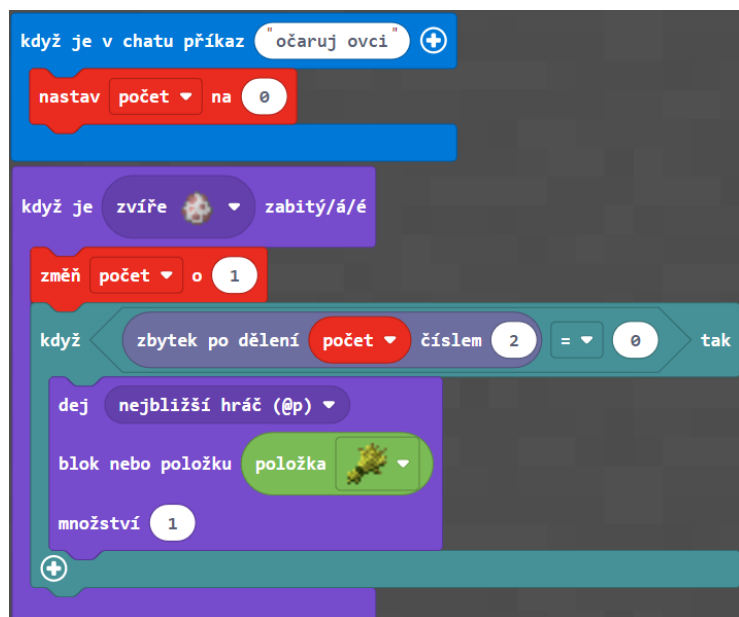 když je v chatu příkaz "očaruj ovci"
nastav počet na 0
když je zvíře zabitý/á/é
změň počet o 1
když zbytek po dělení počet číslem 2 = 0 tak
dej nejbližší hráč (@p)
blok nebo položku položka
množství 1